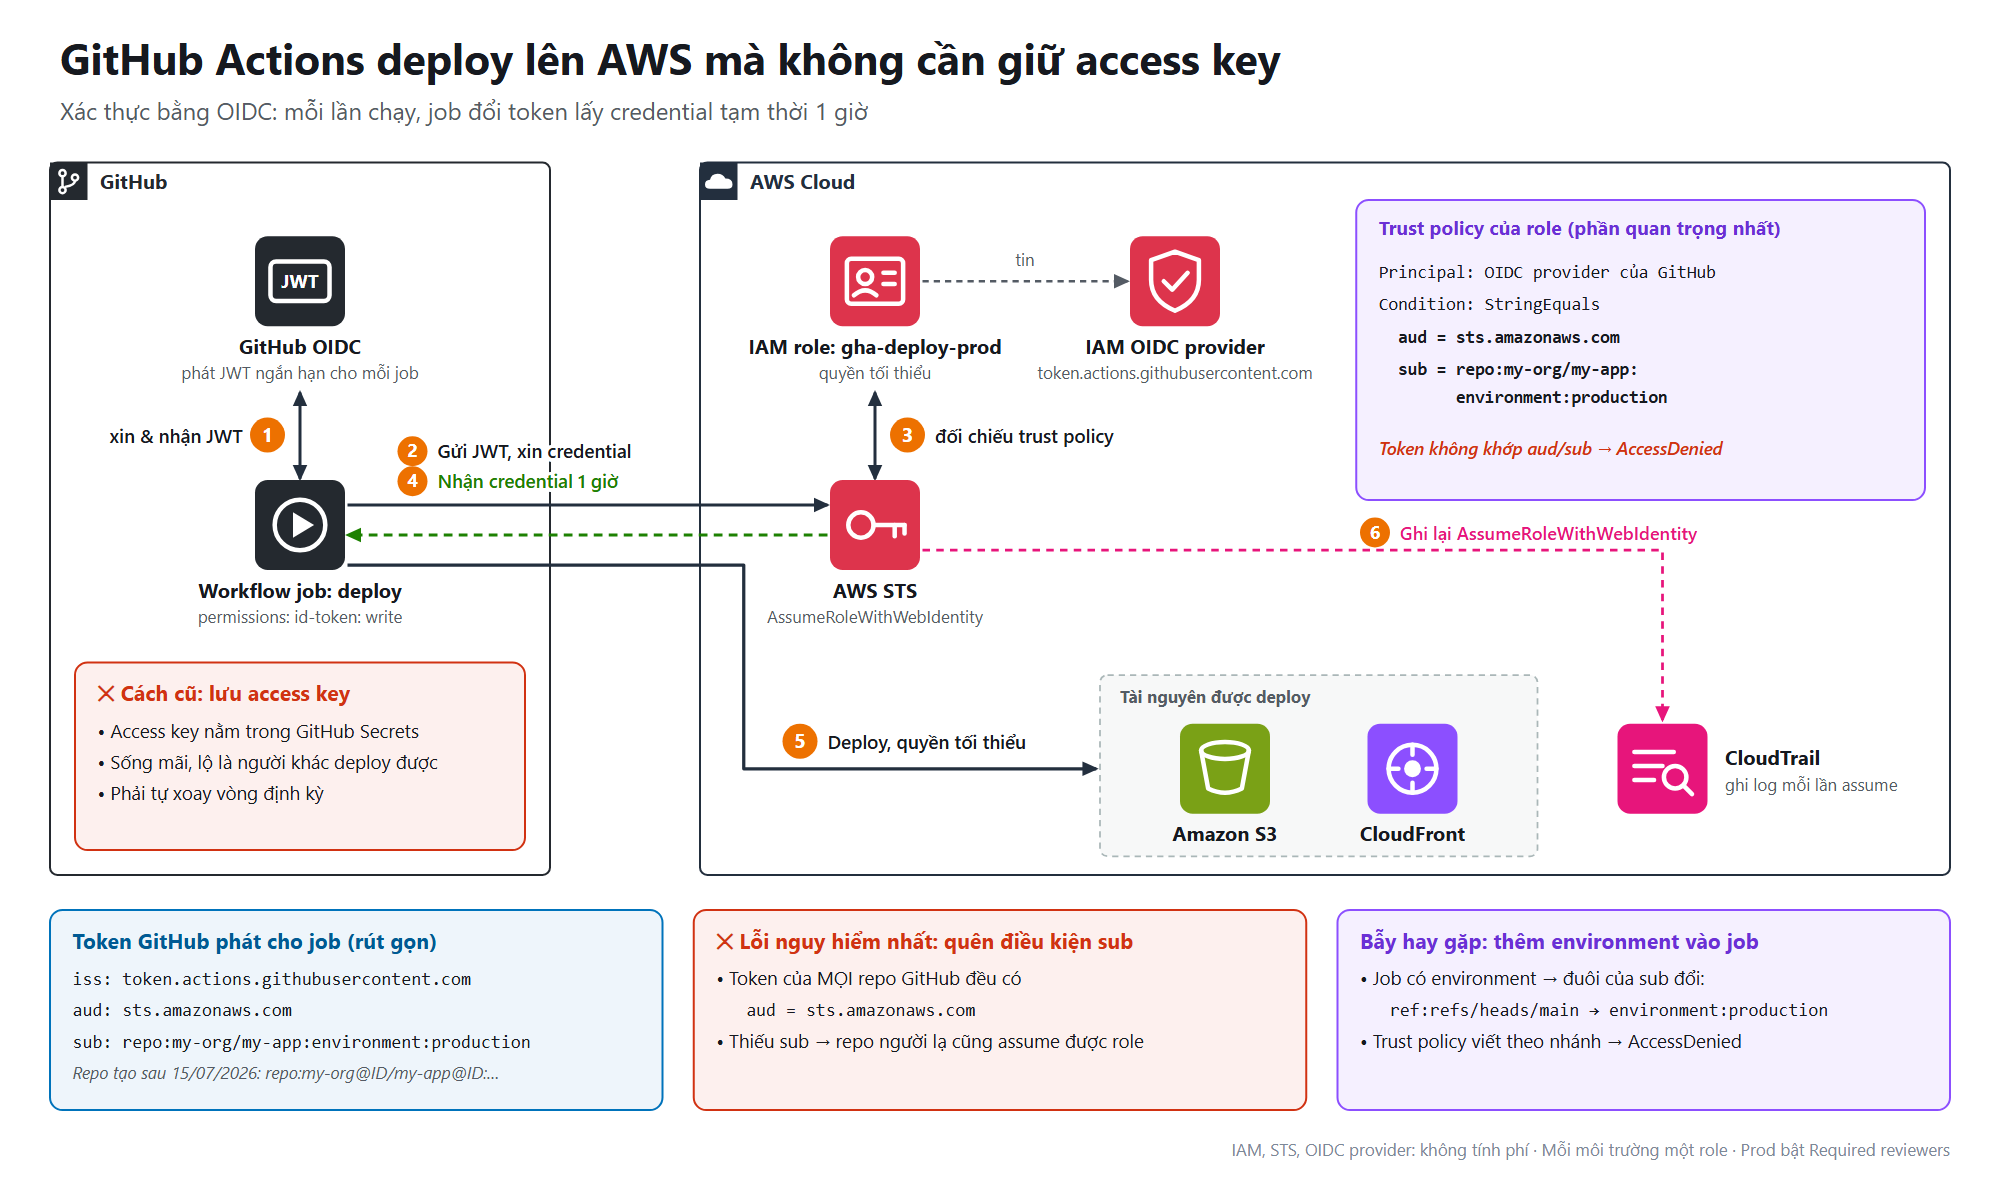 GitHub Actions deploy lên AWS mà không cần giữ access key
Xác thực bằng OIDC: mỗi lần chạy, job đổi token lấy credential tạm thời 1 giờ
GitHub
JWT
GitHub OIDC
phát JWT ngắn hạn cho mỗi job
xin & nhận JWT 1
2 Gửi JWT, xin credential
4 Nhận credential 1 giờ
Workflow job: deploy
permissions: id-token: write
Cách cũ: lưu access key
• Access key nằm trong GitHub Secrets
• Sống mãi, lộ là người khác deploy được
• Phải tự xoay vòng định kỳ
AWS Cloud
IAM role: gha-deploy-prod
quyền tối thiểu
tin
IAM OIDC provider
token.actions.githubusercontent.com
3 đối chiếu trust policy
AWS STS
AssumeRoleWithWebIdentity
Trust policy của role (phần quan trọng nhất)
Principal: OIDC provider của GitHub
Condition: StringEquals
aud = sts.amazonaws.com
sub = repo:my-org/my-app:
environment:production
Token không khớp aud/sub → AccessDenied
6 Ghi lại AssumeRoleWithWebIdentity
5 Deploy, quyền tối thiểu
Tài nguyên được deploy
Amazon S3
CloudFront
CloudTrail
ghi log mỗi lần assume
Token GitHub phát cho job (rút gọn)
iss: token.actions.githubusercontent.com
aud: sts.amazonaws.com
sub: repo:my-org/my-app:environment:production
Repo tạo sau 15/07/2026: repo:my-org@ID/my-app@ID:...
Lỗi nguy hiểm nhất: quên điều kiện sub
• Token của MỌI repo GitHub đều có
aud = sts.amazonaws.com
• Thiếu sub → repo người lạ cũng assume được role
Bẫy hay gặp: thêm environment vào job
• Job có environment → đuôi của sub đổi:
ref:refs/heads/main → environment:production
• Trust policy viết theo nhánh → AccessDenied
IAM, STS, OIDC provider: không tính phí · Mỗi môi trường một role · Prod bật Required reviewers